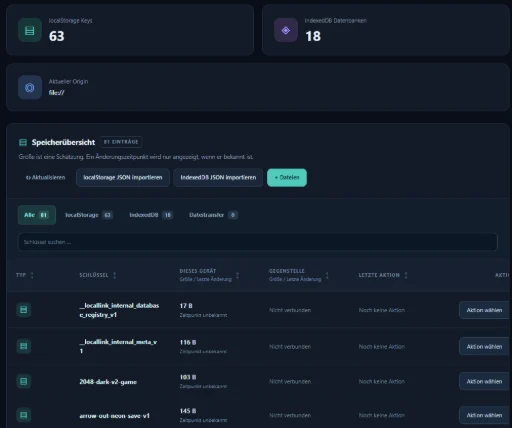 localStorage Keys
63
IndexedDB Datenbanken
18
Aktueller Origin
file://
Speicherübersicht 81 EINTRÄGE
Größe ist eine Schätzung. Ein Änderungszeitpunkt wird nur angezeigt, wenn er bekannt ist.
Aktualisieren localStorage JSON importieren IndexedDB JSON importieren + Dateien
Alle 81 localStorage 63 IndexedDB 18 Dateitransfer 0
Schlüssel suchen ...
TYP SCHLÜSSEL DIESES GERÄT GEGENSTELLE LETZTE AKTION AKTI
Größe / Letzte Änderung Größe / Letzte Änderung
__locallink_internal_databas 17 B Nicht verbunden Noch keine Aktion Aktion wählen
e_registry_v1 Zeitpunkt unbekannt
__locallink_internal_meta_v 116 B Nicht verbunden Noch keine Aktion Aktion wählen
1 Zeitpunkt unbekannt
2048-dark-v2-game 103 B Nicht verbunden Noch keine Aktion Aktion wählen
Zeitpunkt unbekannt
arrow-out-neon-save-v1 145 B Nicht verbunden Noch keine Aktion Aktion wählen
Zeitpunkt unbekannt